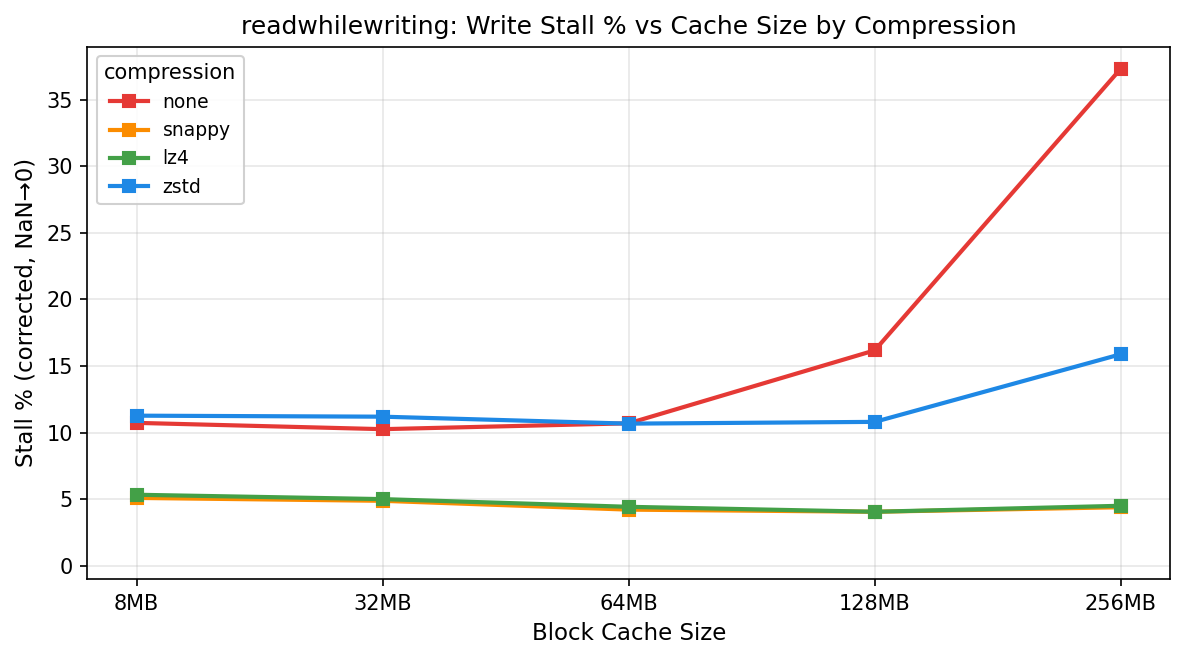 readwhilewriting: Write Stall % vs Cache Size by Compression
compression
none
snappy
lz4
zstd
Stall % (corrected, NaN→0)
35
30
25
20
15
10
5
0
8MB 32MB 64MB 128MB 256MB
Block Cache Size